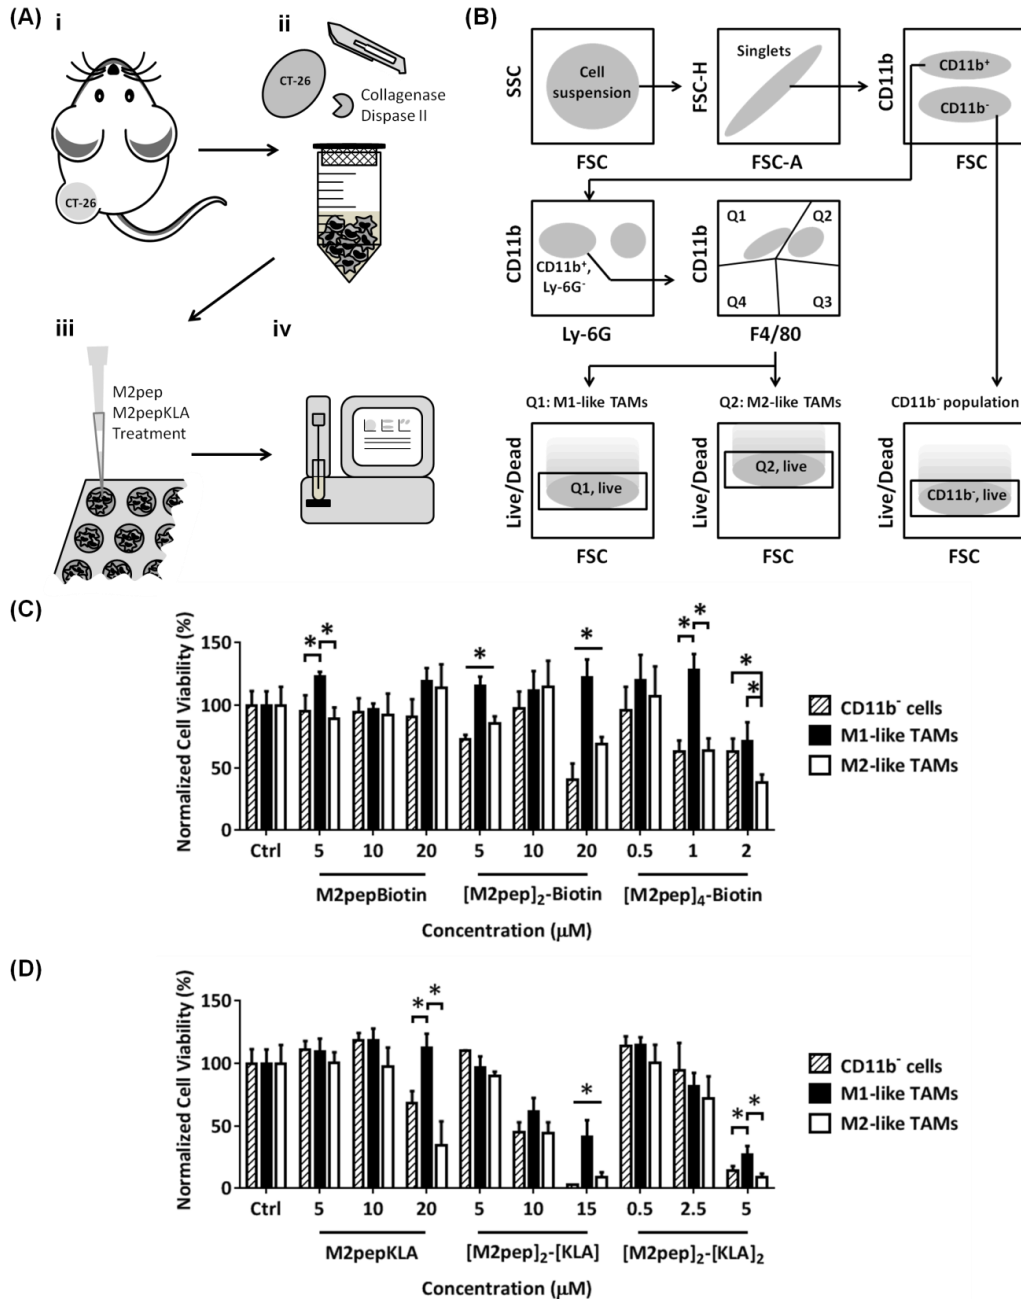 (A)
i
ii
CT-26
CT-26
Collagenase
Dispase II
iii
M2pep
M2pepKLA
Treatment
iv
(B)
SSC
Cell
suspension
FSC
FSC-H
Singlets
FSC-A
CD11b
CD11b⁺
CD11b⁻
FSC
CD11b
CD11b⁺,
Ly-6G⁻
Ly-6G
CD11b
Q1
Q2
Q4
Q3
F4/80
Q1: M1-like TAMs
Q2: M2-like TAMs
CD11b⁻ population
Live/Dead
Q1, live
FSC
Live/Dead
Q2, live
FSC
Live/Dead
CD11b⁻, live
FSC
(C)
Normalized Cell Viability (%)
150
100
50
0
* * * * * * * *
CD11b⁻ cells
M1-like TAMs
M2-like TAMs
Ctrl 5 10 20 5 10 20 0.5 1 2
M2pepBiotin [M2pep]₂-Biotin [M2pep]₄-Biotin
Concentration (µM)
(D)
Normalized Cell Viability (%)
150
100
50
0
* * * * *
CD11b⁻ cells
M1-like TAMs
M2-like TAMs
Ctrl 5 10 20 5 10 15 0.5 2.5 5
M2pepKLA [M2pep]₂-[KLA] [M2pep]₂-[KLA]₂
Concentration (µM)